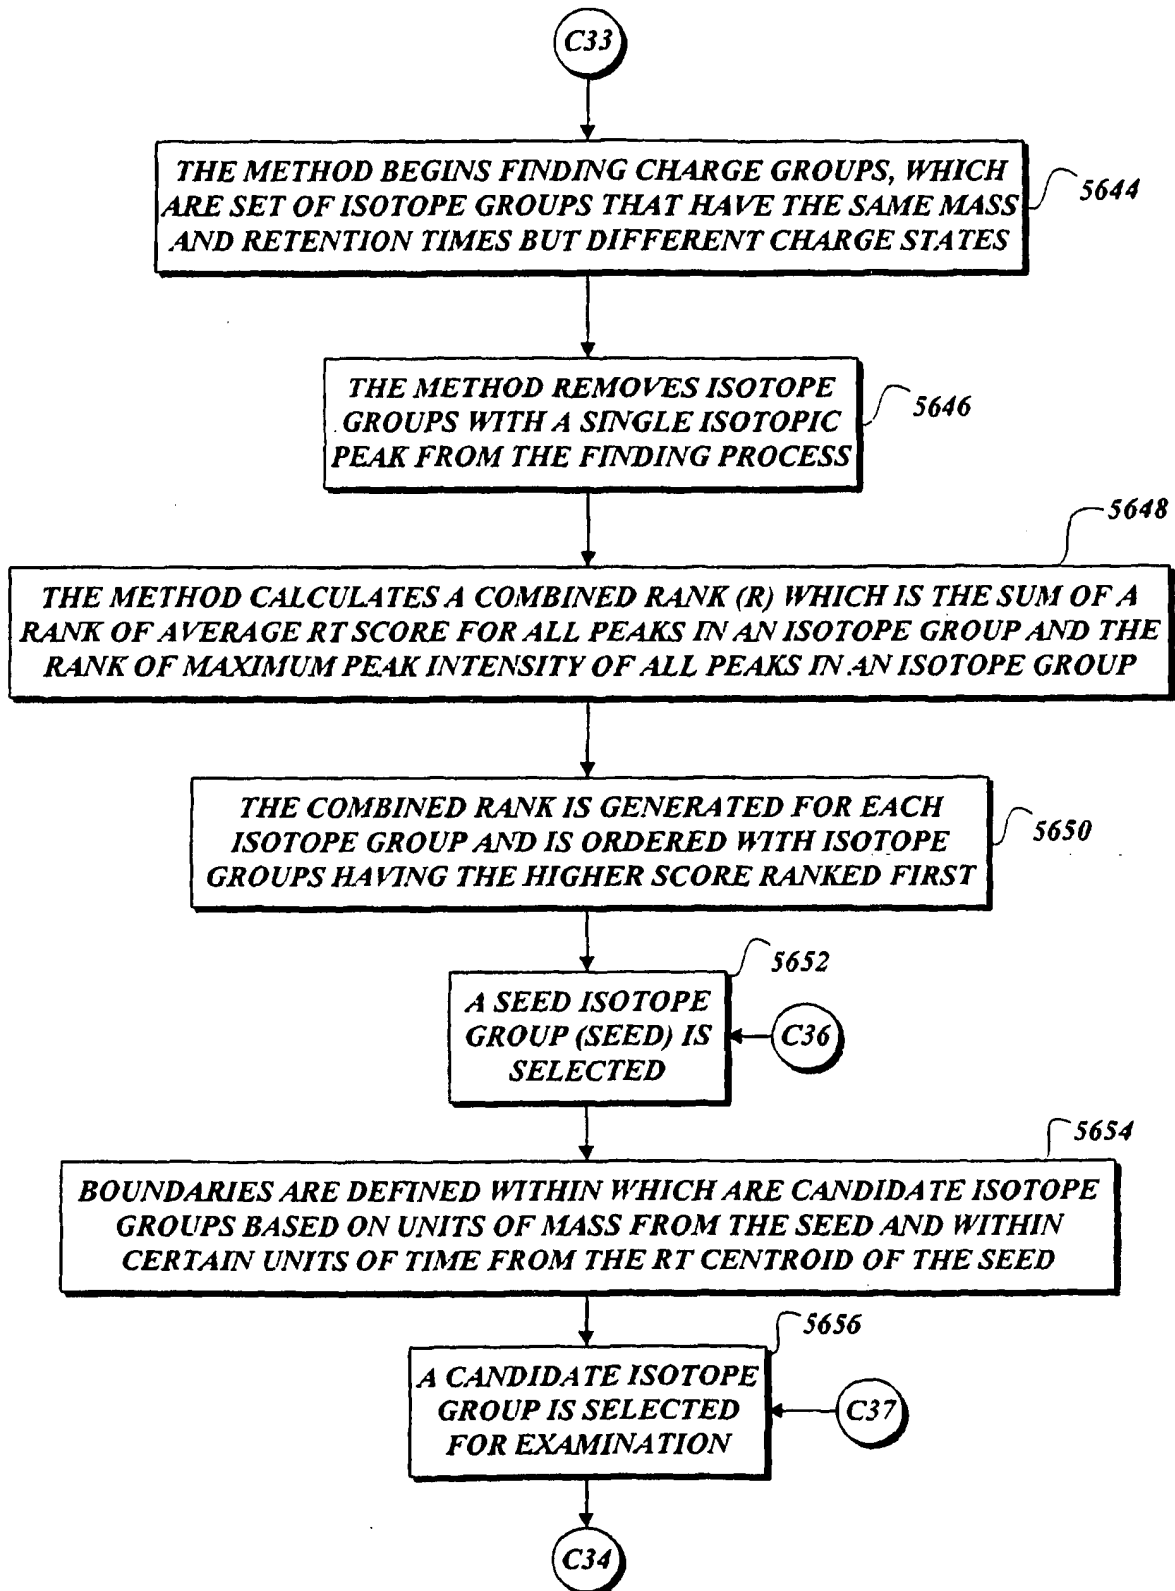 C33
THE METHOD BEGINS FINDING CHARGE GROUPS, WHICH
ARE SET OF ISOTOPE GROUPS THAT HAVE THE SAME MASS
AND RETENTION TIMES BUT DIFFERENT CHARGE STATES
5644
THE METHOD REMOVES ISOTOPE
GROUPS WITH A SINGLE ISOTOPIC
PEAK FROM THE FINDING PROCESS
5646
5648
THE METHOD CALCULATES A COMBINED RANK (R) WHICH IS THE SUM OF A
RANK OF AVERAGE RT SCORE FOR ALL PEAKS IN AN ISOTOPE GROUP AND THE
RANK OF MAXIMUM PEAK INTENSITY OF ALL PEAKS IN AN ISOTOPE GROUP
THE COMBINED RANK IS GENERATED FOR EACH
ISOTOPE GROUP AND IS ORDERED WITH ISOTOPE
GROUPS HAVING THE HIGHER SCORE RANKED FIRST
5650
5652
A SEED ISOTOPE
GROUP (SEED) IS
SELECTED
C36
5654
BOUNDARIES ARE DEFINED WITHIN WHICH ARE CANDIDATE ISOTOPE
GROUPS BASED ON UNITS OF MASS FROM THE SEED AND WITHIN
CERTAIN UNITS OF TIME FROM THE RT CENTROID OF THE SEED
5656
A CANDIDATE ISOTOPE
GROUP IS SELECTED
FOR EXAMINATION
C37
C34